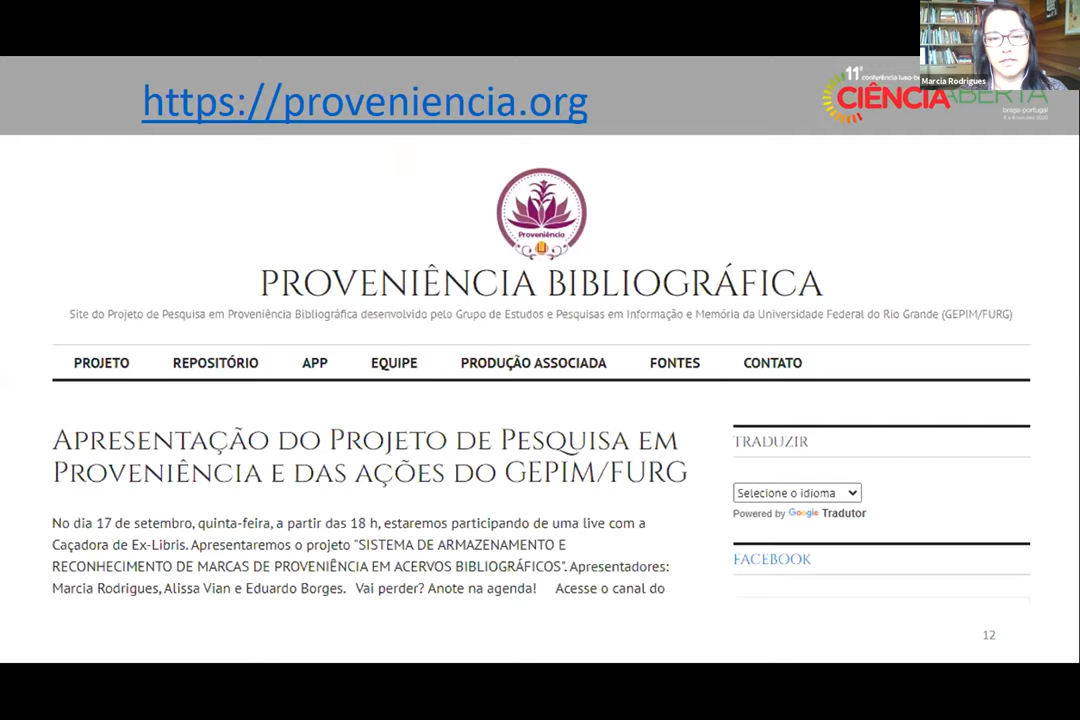 https://proveniencia.org
11ª conferência luso-
CIÊNCIA ABERTA
braga-portugal
Marcia Rodrigues
Proveniência
PROVENIÊNCIA BIBLIOGRÁFICA
Site do Projeto de Pesquisa em Proveniência Bibliográfica desenvolvido pelo Grupo de Estudos e Pesquisas em Informação e Memória da Universidade Federal do Rio Grande (GEPIM/FURG)
PROJETO REPOSITÓRIO APP EQUIPE PRODUÇÃO ASSOCIADA FONTES CONTATO
APRESENTAÇÃO DO PROJETO DE PESQUISA EM
PROVENIÊNCIA E DAS AÇÕES DO GEPIM/FURG
No dia 17 de setembro, quinta-feira, a partir das 18 h, estaremos participando de uma live com a
Caçadora de Ex-Libris. Apresentaremos o projeto "SISTEMA DE ARMAZENAMENTO E
RECONHECIMENTO DE MARCAS DE PROVENIÊNCIA EM ACERVOS BIBLIOGRÁFICOS". Apresentadores:
Marcia Rodrigues, Alissa Vian e Eduardo Borges. Vai perder? Anote na agenda! Acesse o canal do
TRADUZIR
Selecione o idioma
Powered by Google Tradutor
FACEBOOK
12